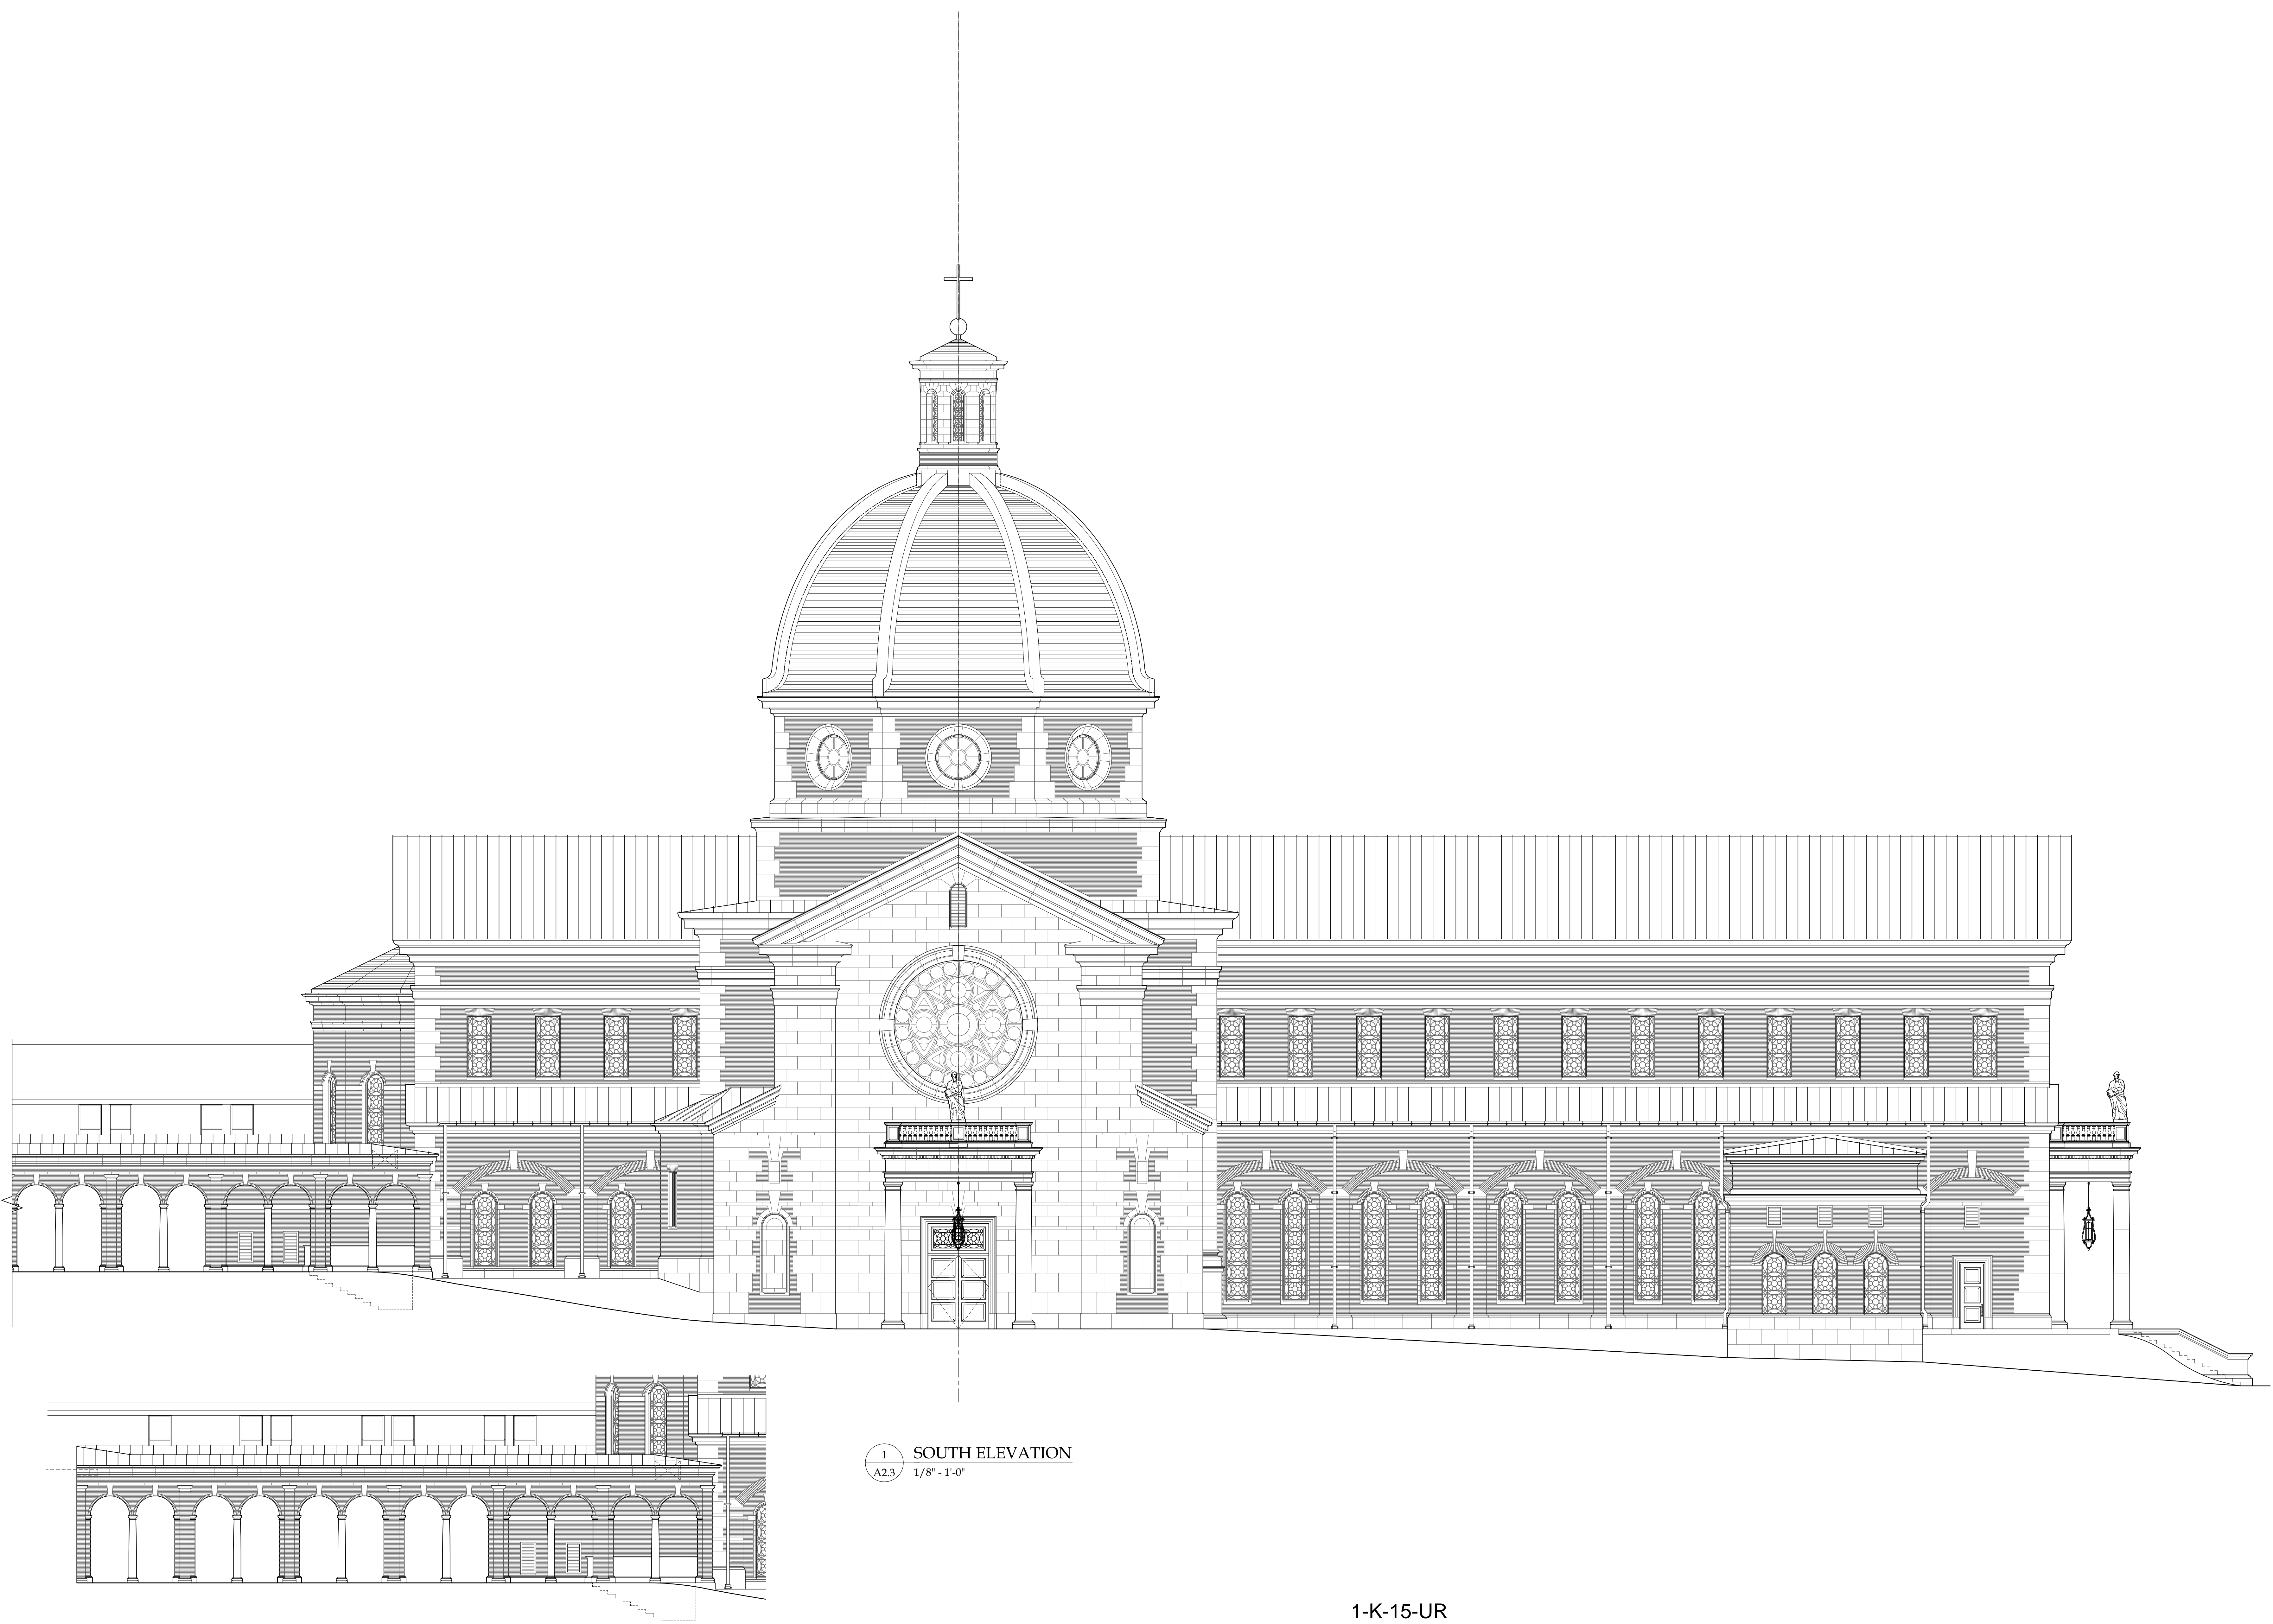 1
SOUTH ELEVATION
A2.3
1/8" - 1'-0"
1-K-15-UR